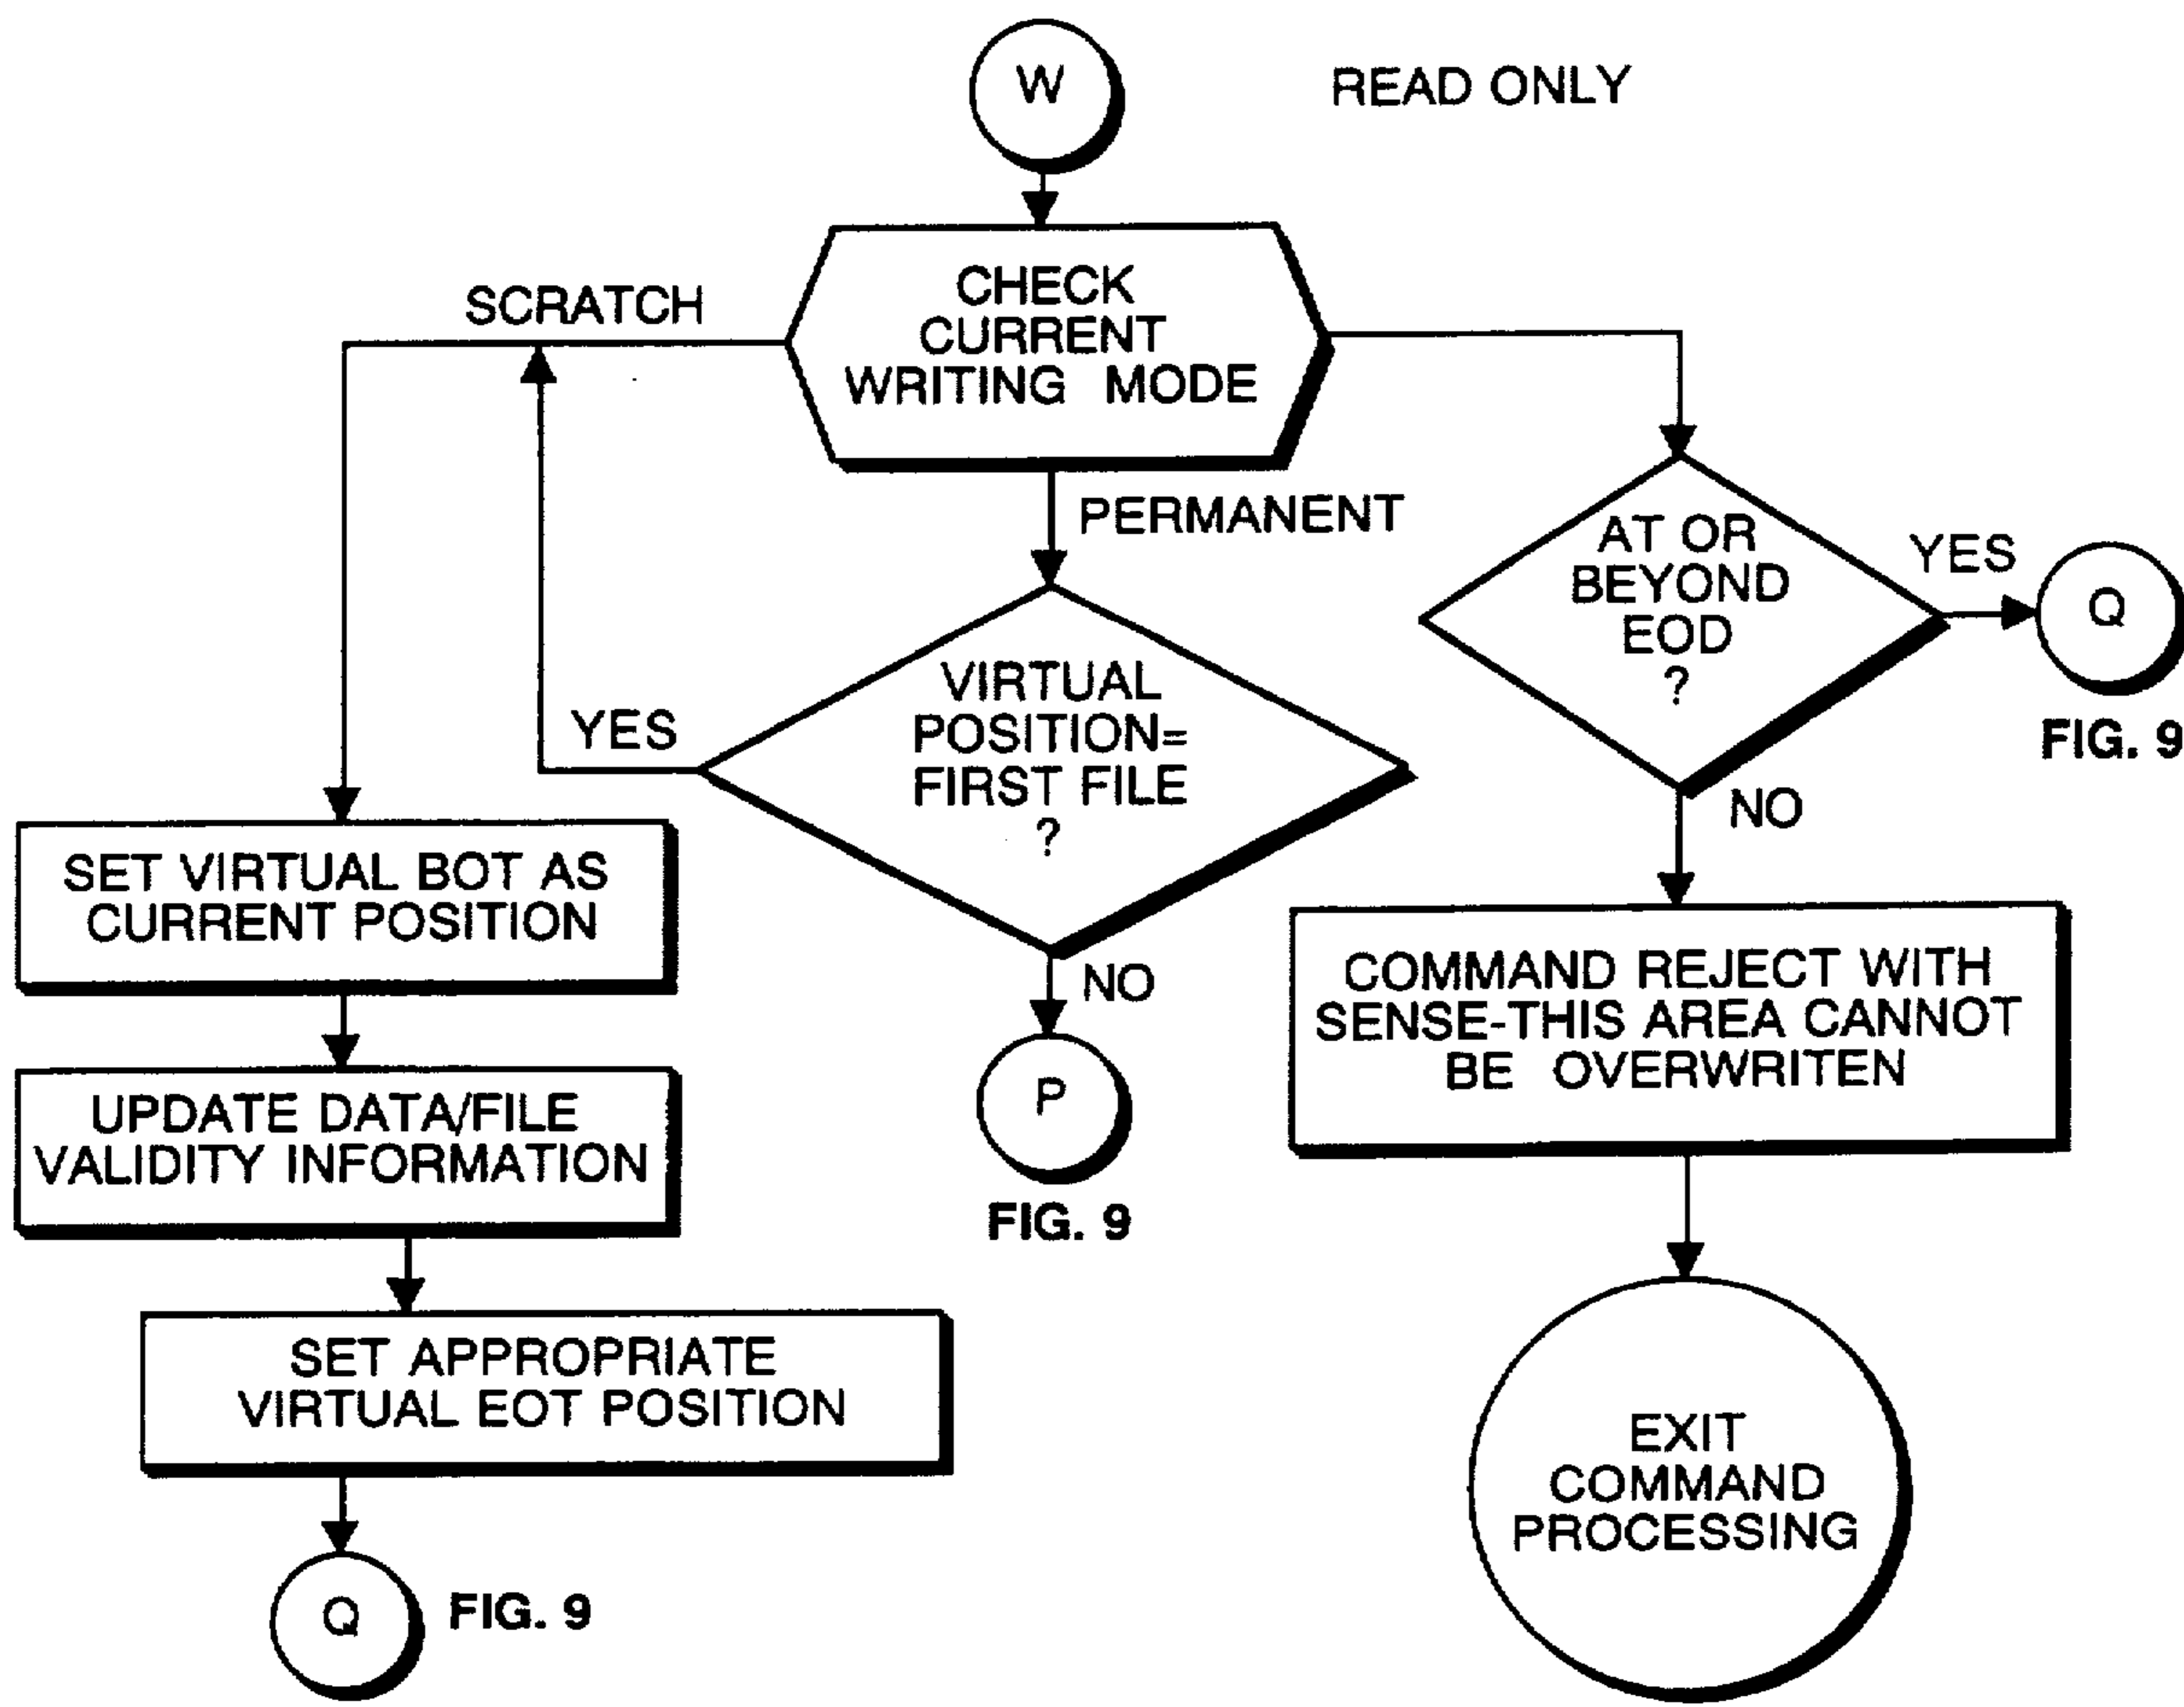 W
READ ONLY
CHECK
CURRENT
WRITING MODE
SCRATCH
PERMANENT
AT OR
BEYOND
EOD
?
YES
Q
FIG. 9
NO
VIRTUAL
POSITION=
FIRST FILE
?
YES
NO
P
FIG. 9
SET VIRTUAL BOT AS
CURRENT POSITION
UPDATE DATA/FILE
VALIDITY INFORMATION
SET APPROPRIATE
VIRTUAL EOT POSITION
Q
FIG. 9
COMMAND REJECT WITH
SENSE-THIS AREA CANNOT
BE OVERWRITEN
EXIT
COMMAND
PROCESSING